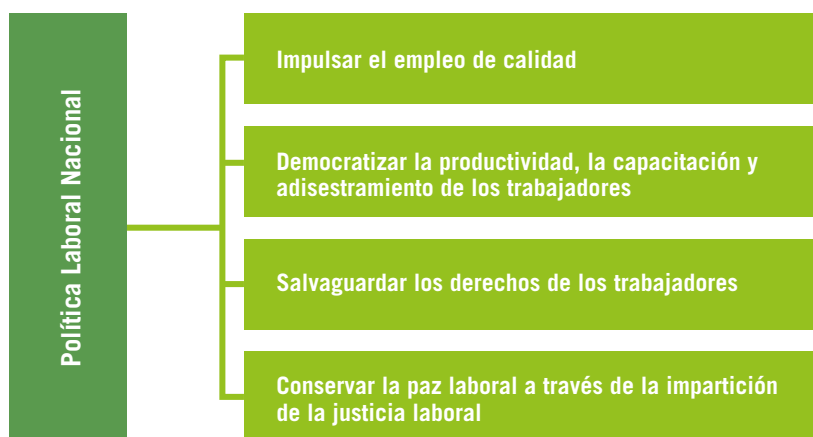 Política Laboral Nacional
Impulsar el empleo de calidad
Democratizar la productividad, la capacitación y
adisestramiento de los trabajadores
Salvaguardar los derechos de los trabajadores
Conservar la paz laboral a través de la impartición
de la justicia laboral